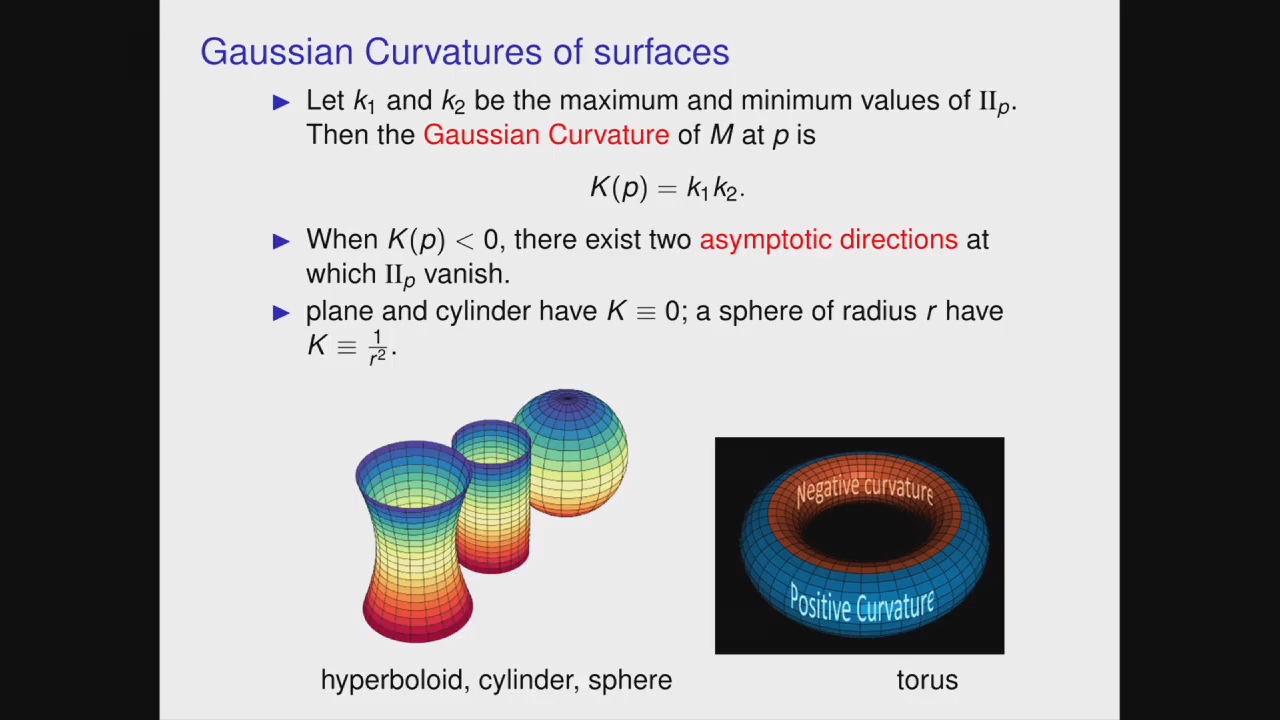 Gaussian Curvatures of surfaces
▶ Let k₁ and k₂ be the maximum and minimum values of IIₚ.
Then the Gaussian Curvature of M at p is
K(p) = k₁k₂.
▶ When K(p) < 0, there exist two asymptotic directions at
which IIₚ vanish.
▶ plane and cylinder have K ≡ 0; a sphere of radius r have
K ≡ 1/r².
Negative curvature
Positive Curvature
hyperboloid, cylinder, sphere
torus